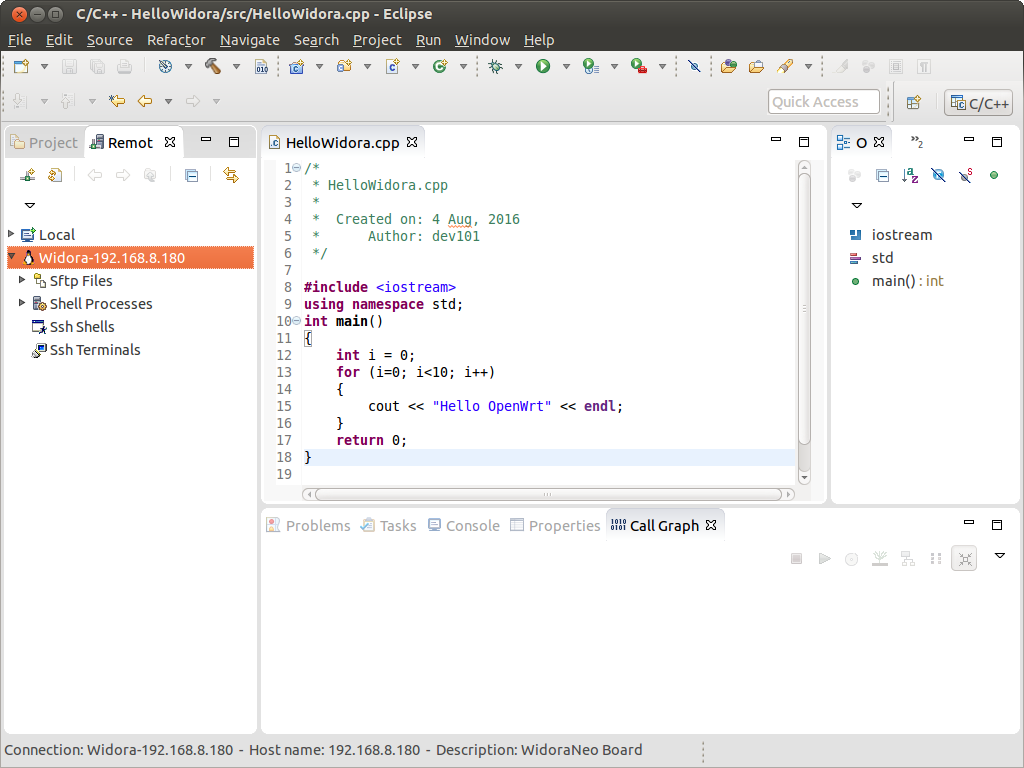 C/C++ - HelloWidora/src/HelloWidora.cpp - Eclipse
File Edit Source Refactor Navigate Search Project Run Window Help
010
Quick Access
C/C++
Project Remot
HelloWidora.cpp
O
2
1 /*
2  * HelloWidora.cpp
3  *
4  *  Created on: 4 Aug, 2016
5  *      Author: dev101
6  */
7
8 #include <iostream>
9 using namespace std;
10 int main()
11 {
12     int i = 0;
13     for (i=0; i<10; i++)
14     {
15         cout << "Hello OpenWrt" << endl;
16     }
17     return 0;
18 }
19
Local
Widora-192.168.8.180
Sftp Files
Shell Processes
Ssh Shells
Ssh Terminals
iostream
std
main() : int
Problems Tasks Console Properties Call Graph
Connection: Widora-192.168.8.180 - Host name: 192.168.8.180 - Description: WidoraNeo Board